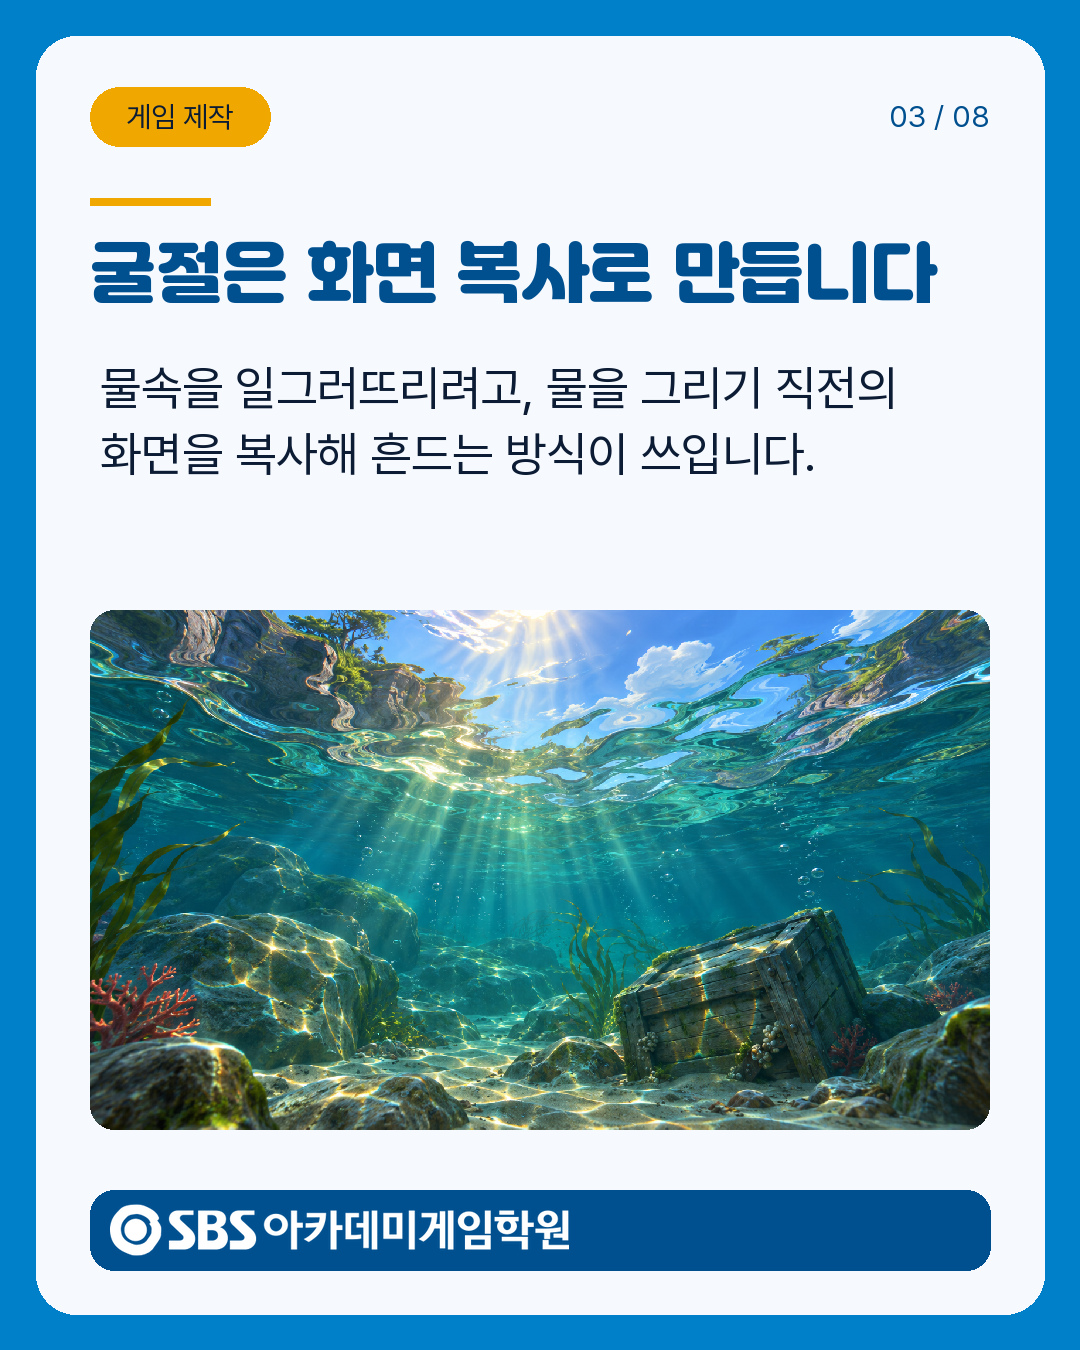 게임 제작
03 / 08
굴절은 화면 복사로 만듭니다
물속을 일그러뜨리려고, 물을 그리기 직전의
화면을 복사해 흔드는 방식이 쓰입니다.
SBS 아카데미게임학원